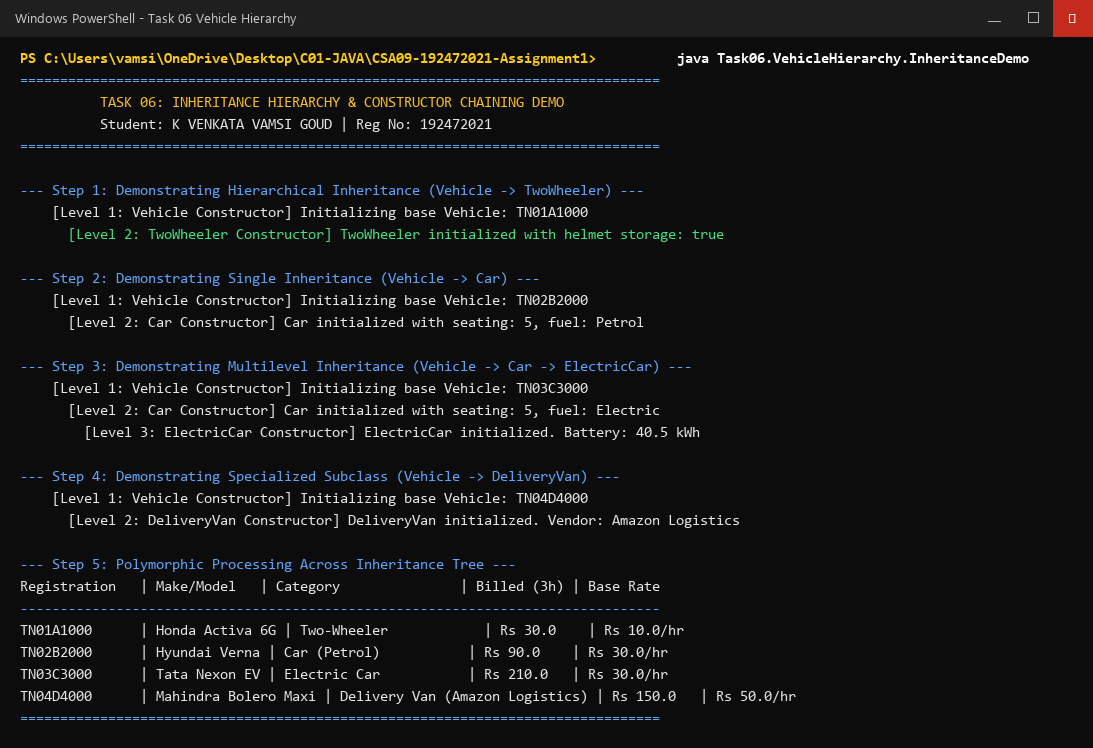 Windows PowerShell - Task 06 Vehicle Hierarchy
PS C:\Users\vamsi\OneDrive\Desktop\C01-JAVA\CSA09-192472021-Assignment1> java Task06.VehicleHierarchy.InheritanceDemo
================================================================================
TASK 06: INHERITANCE HIERARCHY & CONSTRUCTOR CHAINING DEMO
Student: K VENKATA VAMSI GOUD | Reg No: 192472021
================================================================================
--- Step 1: Demonstrating Hierarchical Inheritance (Vehicle -> TwoWheeler) ---
[Level 1: Vehicle Constructor] Initializing base Vehicle: TN01A1000
[Level 2: TwoWheeler Constructor] TwoWheeler initialized with helmet storage: true
--- Step 2: Demonstrating Single Inheritance (Vehicle -> Car) ---
[Level 1: Vehicle Constructor] Initializing base Vehicle: TN02B2000
[Level 2: Car Constructor] Car initialized with seating: 5, fuel: Petrol
--- Step 3: Demonstrating Multilevel Inheritance (Vehicle -> Car -> ElectricCar) ---
[Level 1: Vehicle Constructor] Initializing base Vehicle: TN03C3000
[Level 2: Car Constructor] Car initialized with seating: 5, fuel: Electric
[Level 3: ElectricCar Constructor] ElectricCar initialized. Battery: 40.5 kWh
--- Step 4: Demonstrating Specialized Subclass (Vehicle -> DeliveryVan) ---
[Level 1: Vehicle Constructor] Initializing base Vehicle: TN04D4000
[Level 2: DeliveryVan Constructor] DeliveryVan initialized. Vendor: Amazon Logistics
--- Step 5: Polymorphic Processing Across Inheritance Tree ---
Registration | Make/Model | Category | Billed (3h) | Base Rate
--------------------------------------------------------------------------------
TN01A1000 | Honda Activa 6G | Two-Wheeler | Rs 30.0 | Rs 10.0/hr
TN02B2000 | Hyundai Verna | Car (Petrol) | Rs 90.0 | Rs 30.0/hr
TN03C3000 | Tata Nexon EV | Electric Car | Rs 210.0 | Rs 30.0/hr
TN04D4000 | Mahindra Bolero Maxi | Delivery Van (Amazon Logistics) | Rs 150.0 | Rs 50.0/hr
================================================================================